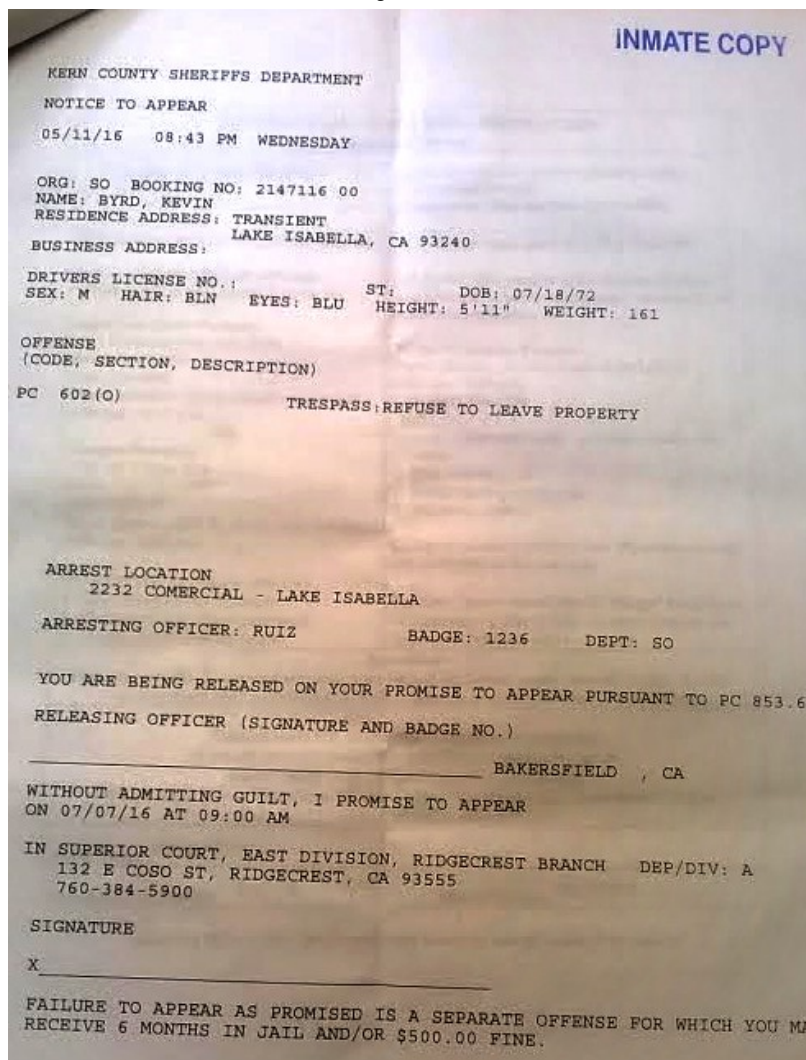 INMATE COPY
KERN COUNTY SHERIFFS DEPARTMENT
NOTICE TO APPEAR
05/11/16 08:43 PM WEDNESDAY
ORG: SO BOOKING NO: 2147116 00
NAME: BYRD, KEVIN
RESIDENCE ADDRESS: TRANSIENT
LAKE ISABELLA, CA 93240
BUSINESS ADDRESS:
DRIVERS LICENSE NO.: ST: DOB: 07/18/72
SEX: M HAIR: BLN EYES: BLU HEIGHT: 5'11" WEIGHT: 161
OFFENSE
(CODE, SECTION, DESCRIPTION)
PC 602(O) TRESPASS:REFUSE TO LEAVE PROPERTY
ARREST LOCATION
2232 COMERCIAL - LAKE ISABELLA
ARRESTING OFFICER: RUIZ BADGE: 1236 DEPT: SO
YOU ARE BEING RELEASED ON YOUR PROMISE TO APPEAR PURSUANT TO PC 853.6
RELEASING OFFICER (SIGNATURE AND BADGE NO.)
BAKERSFIELD , CA
WITHOUT ADMITTING GUILT, I PROMISE TO APPEAR
ON 07/07/16 AT 09:00 AM
IN SUPERIOR COURT, EAST DIVISION, RIDGECREST BRANCH DEP/DIV: A
132 E COSO ST, RIDGECREST, CA 93555
760-384-5900
SIGNATURE
X
FAILURE TO APPEAR AS PROMISED IS A SEPARATE OFFENSE FOR WHICH YOU MA
RECEIVE 6 MONTHS IN JAIL AND/OR $500.00 FINE.